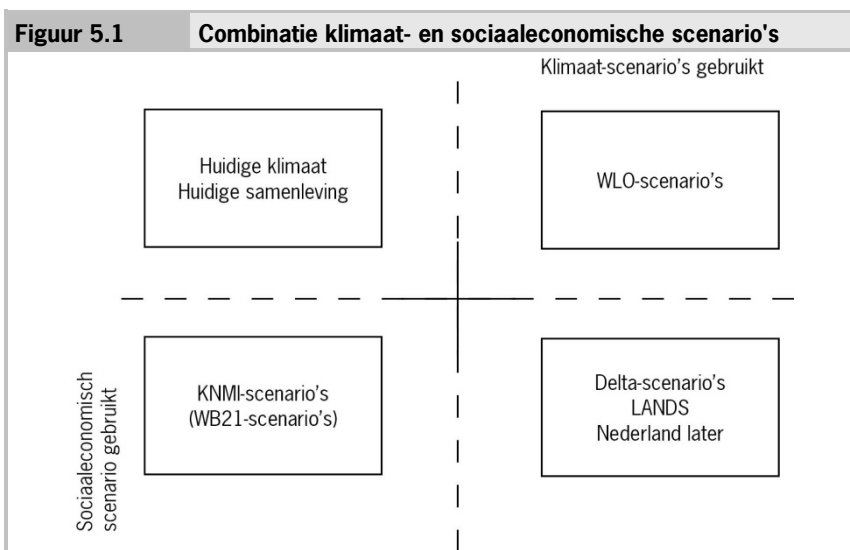 Figuur 5.1 Combinatie klimaat- en sociaaleconomische scenario's
Klimaat-scenario's gebruikt
Huidige klimaat
Huidige samenleving
WLO-scenario's
Sociaaleconomisch
scenario gebruikt
KNMI-scenario's
(WB21-scenario's)
Delta-scenario's
LANDS
Nederland later